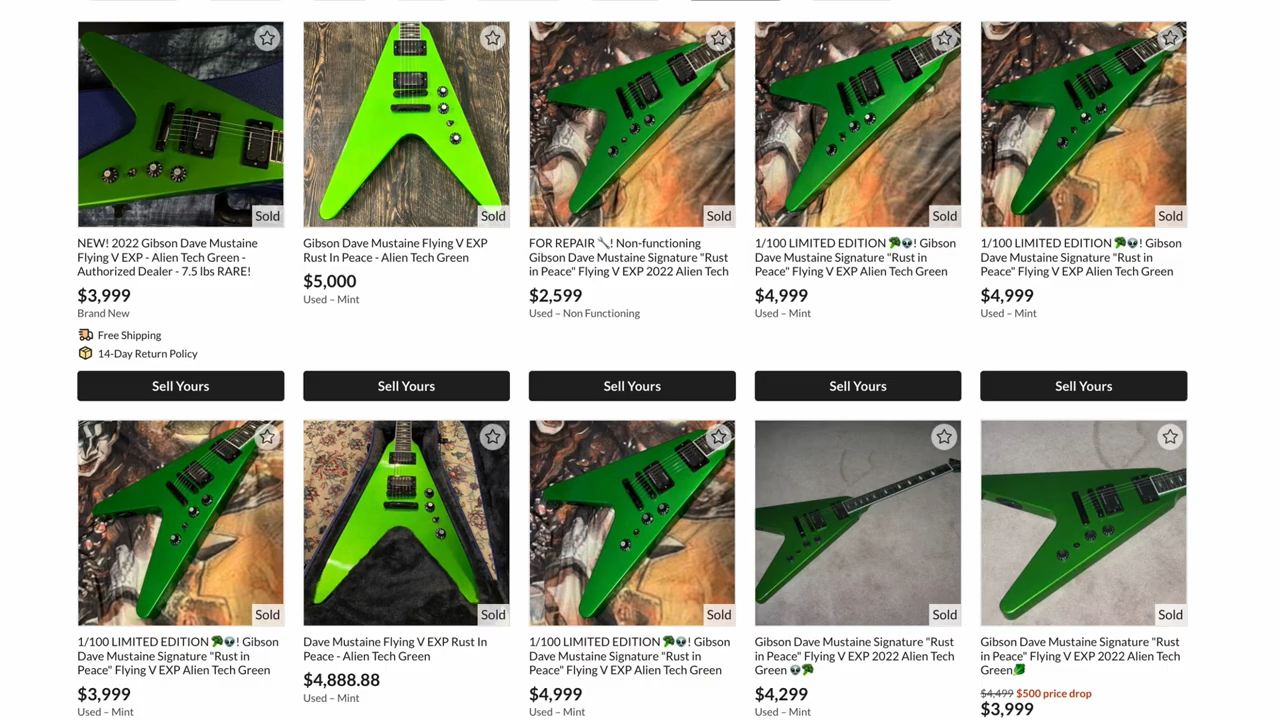 Sold
Sold
Sold
Sold
Sold
NEW! 2022 Gibson Dave Mustaine
Flying V EXP - Alien Tech Green -
Authorized Dealer - 7.5 lbs RARE!
$3,999
Brand New
Free Shipping
14-Day Return Policy
Sell Yours
Gibson Dave Mustaine Flying V EXP
Rust In Peace - Alien Tech Green
$5,000
Used – Mint
Sell Yours
FOR REPAIR 🔧! Non-functioning
Gibson Dave Mustaine Signature "Rust
in Peace" Flying V EXP 2022 Alien Tech
$2,599
Used – Non Functioning
Sell Yours
1/100 LIMITED EDITION 🥦👽! Gibson
Dave Mustaine Signature "Rust in
Peace" Flying V EXP Alien Tech Green
$4,999
Used – Mint
Sell Yours
1/100 LIMITED EDITION 🥦👽! Gibson
Dave Mustaine Signature "Rust in
Peace" Flying V EXP Alien Tech Green
$4,999
Used – Mint
Sell Yours
Sold
Sold
Sold
Sold
Sold
1/100 LIMITED EDITION 🥦👽! Gibson
Dave Mustaine Signature "Rust in
Peace" Flying V EXP Alien Tech Green
$3,999
Used – Mint
Dave Mustaine Flying V EXP Rust In
Peace - Alien Tech Green
$4,888.88
Used – Mint
1/100 LIMITED EDITION 🥦👽! Gibson
Dave Mustaine Signature "Rust in
Peace" Flying V EXP Alien Tech Green
$4,999
Used – Mint
Gibson Dave Mustaine Signature "Rust
in Peace" Flying V EXP 2022 Alien Tech
Green 👽🥦
$4,299
Used – Mint
Gibson Dave Mustaine Signature "Rust
in Peace" Flying V EXP 2022 Alien Tech
Green🥬
$4,499 $500 price drop
$3,999